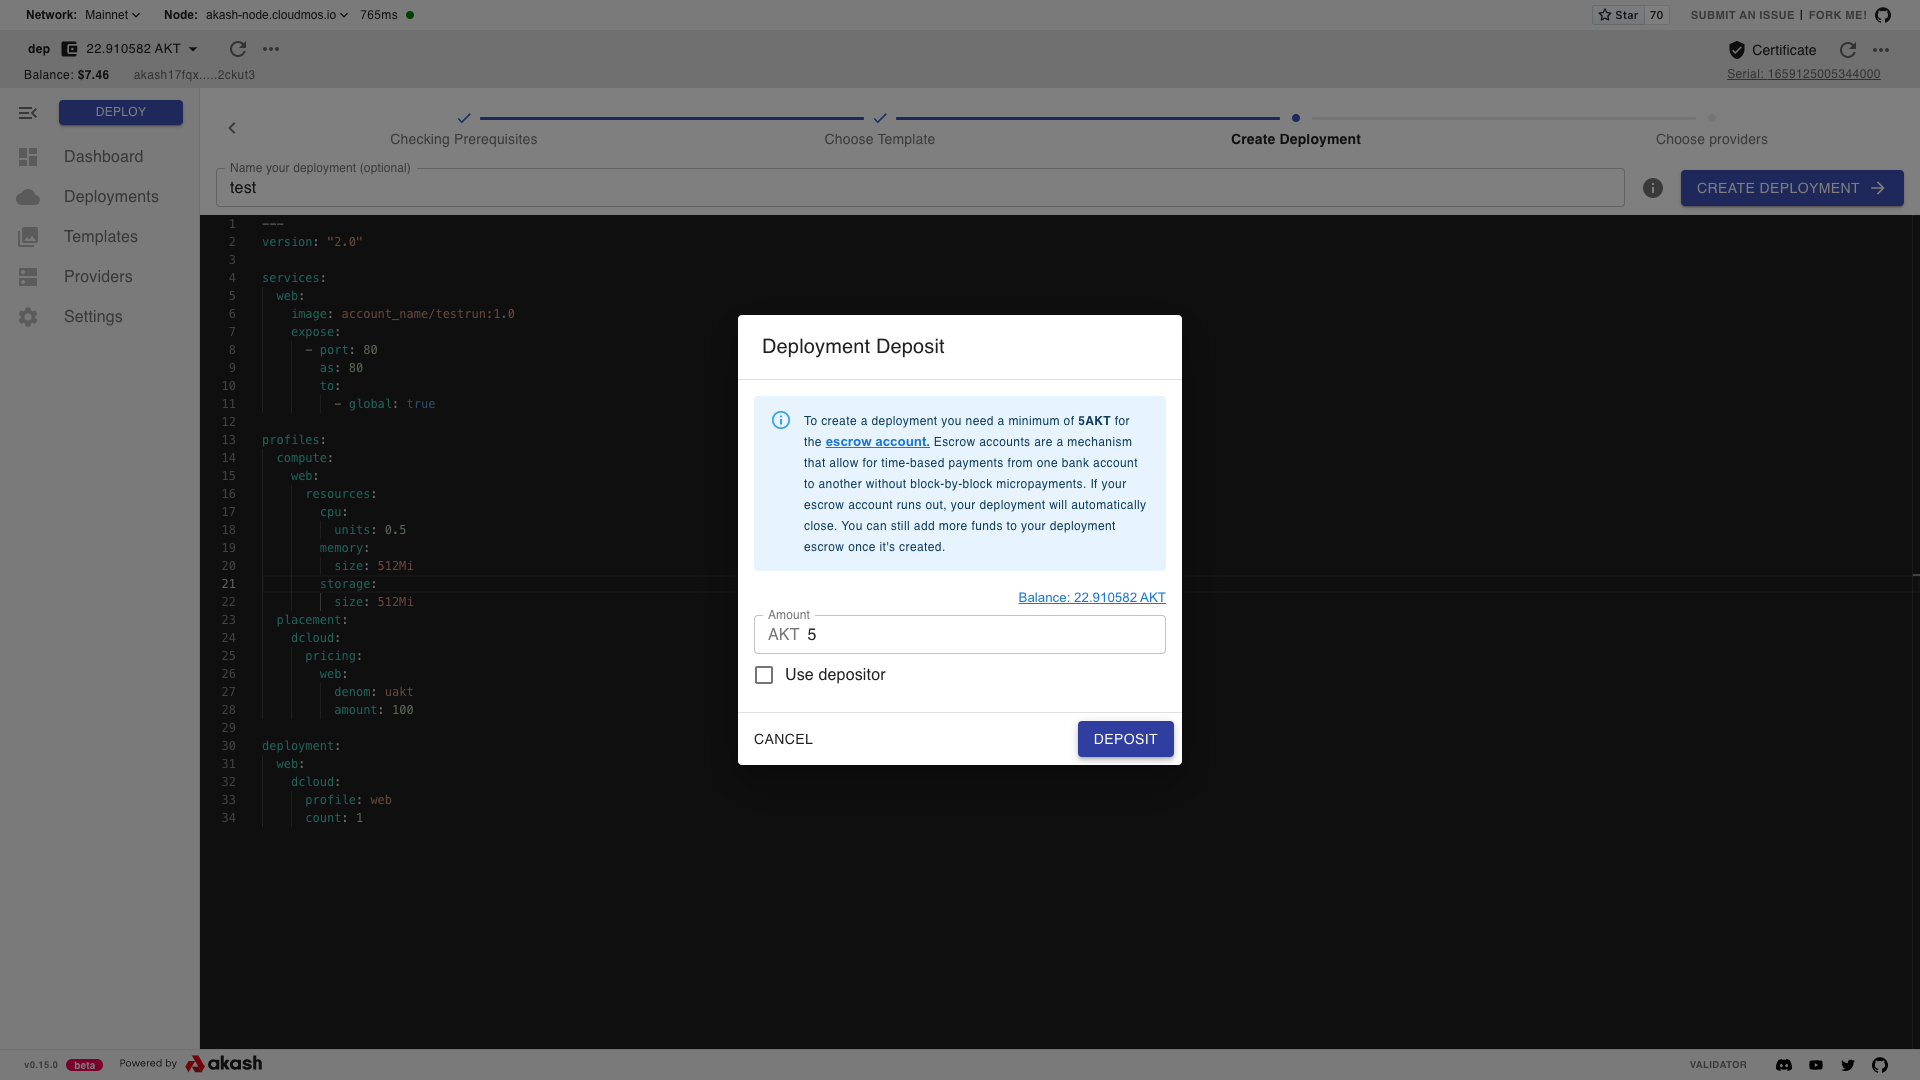 Network: Mainnet Node: akash-node.cloudmos.io 765ms Star 70 SUBMIT AN ISSUE | FORK ME!
dep 22.910582 AKT Certificate
Balance: $7.46 akash17fqx.....2ckut3 Serial: 1659125005344000
DEPLOY
Dashboard
Deployments
Templates
Providers
Settings
Checking Prerequisites Choose Template Create Deployment Choose providers
Name your deployment (optional)
test
CREATE DEPLOYMENT
1 ---
2 version: "2.0"
3
4 services:
5 web:
6 image: account_name/testrun:1.0
7 expose:
8 - port: 80
9 as: 80
10 to:
11 - global: true
12
13 profiles:
14 compute:
15 web:
16 resources:
17 cpu:
18 units: 0.5
19 memory:
20 size: 512Mi
21 storage:
22 size: 512Mi
23 placement:
24 dcloud:
25 pricing:
26 web:
27 denom: uakt
28 amount: 100
29
30 deployment:
31 web:
32 dcloud:
33 profile: web
34 count: 1
Deployment Deposit
To create a deployment you need a minimum of 5AKT for
the escrow account. Escrow accounts are a mechanism
that allow for time-based payments from one bank account
to another without block-by-block micropayments. If your
escrow account runs out, your deployment will automatically
close. You can still add more funds to your deployment
escrow once it's created.
Balance: 22.910582 AKT
Amount
AKT 5
Use depositor
CANCEL DEPOSIT
v0.15.0 beta Powered by akash VALIDATOR